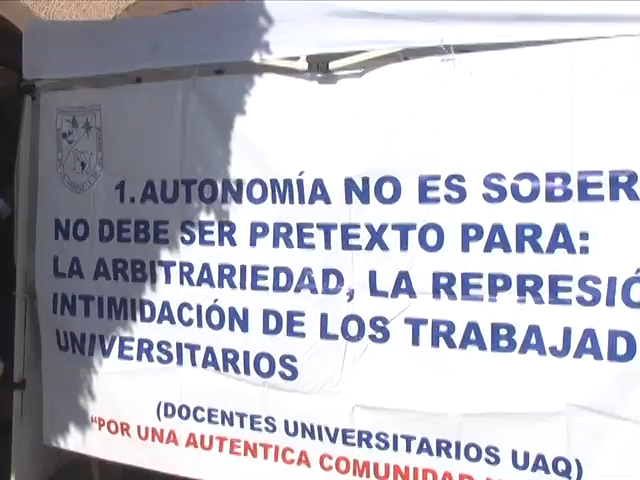 1. AUTONOMÍA NO ES SOBER
NO DEBE SER PRETEXTO PARA:
LA ARBITRARIEDAD, LA REPRESIÓ
INTIMIDACIÓN DE LOS TRABAJAD
UNIVERSITARIOS
(DOCENTES UNIVERSITARIOS UAQ)
“POR UNA AUTENTICA COMUNIDAD